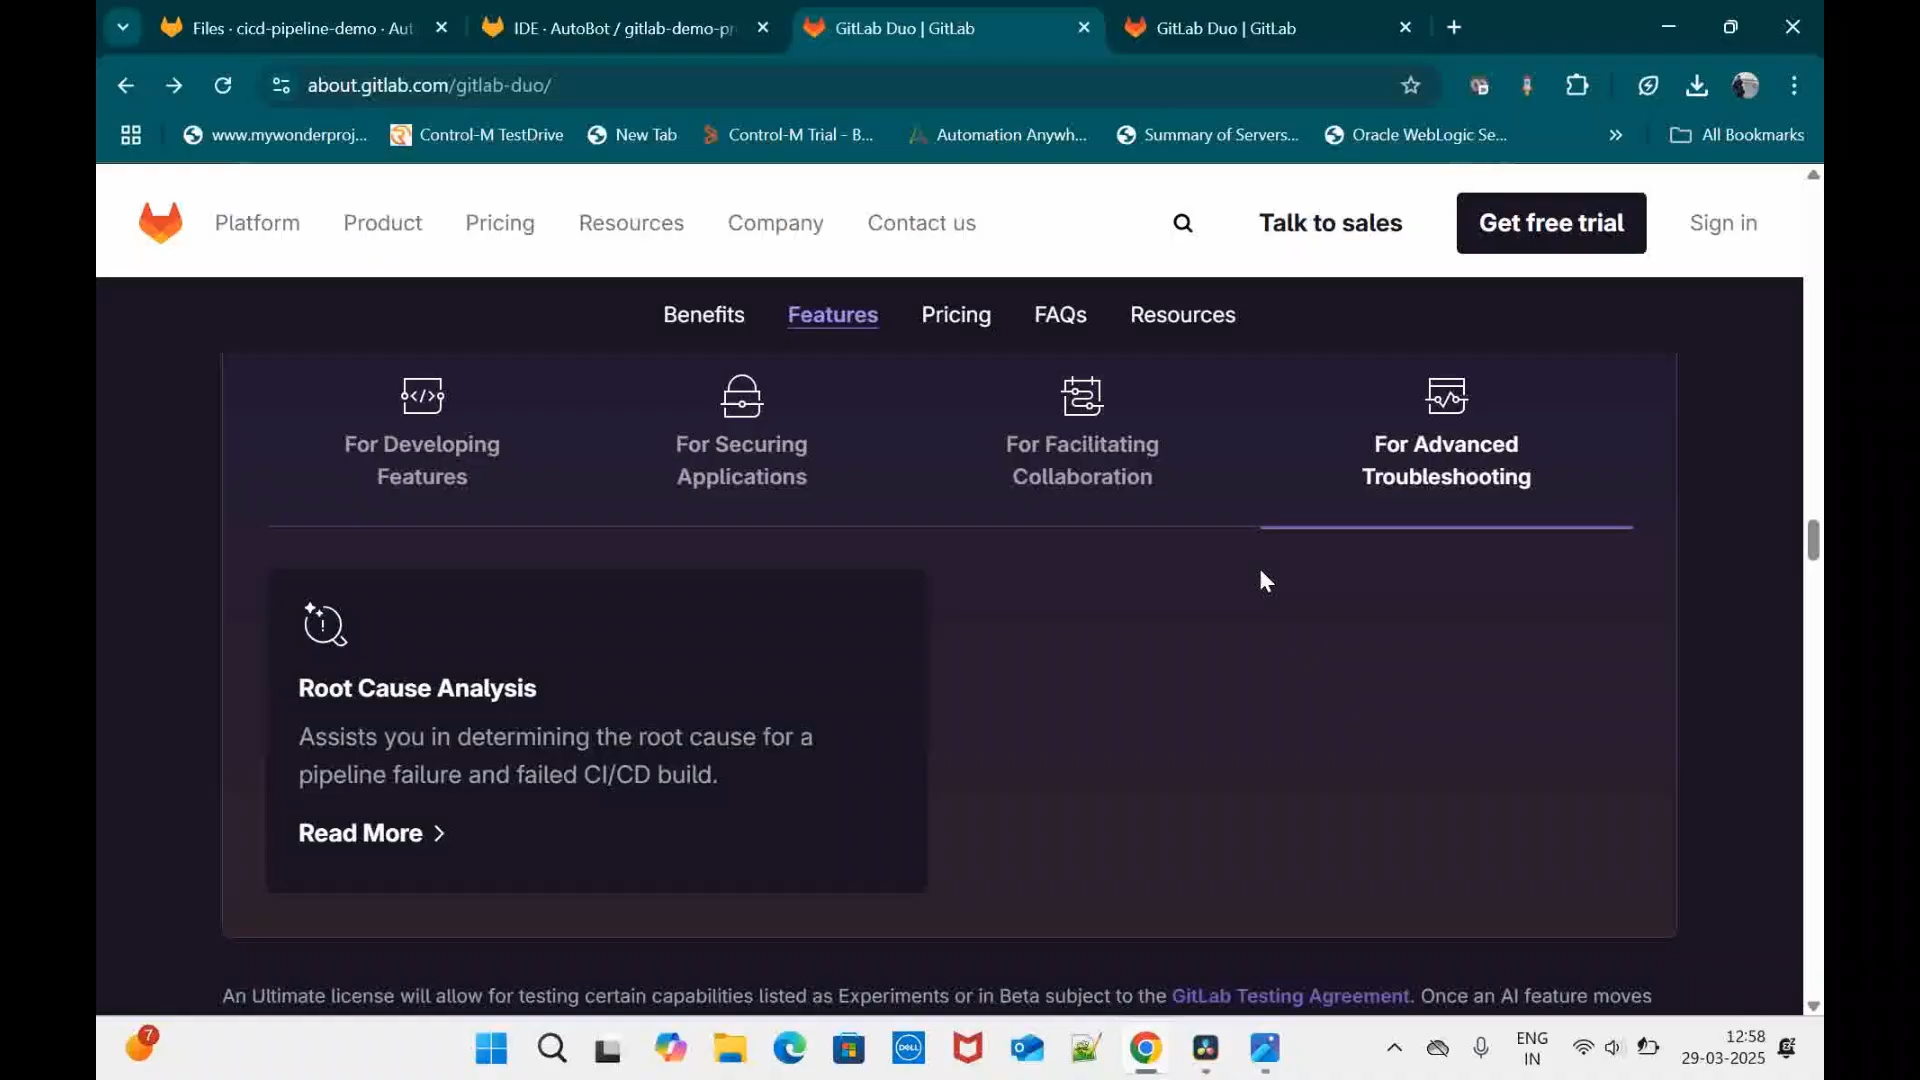 Files · cicd-pipeline-demo · Aut
IDE · AutoBot / gitlab-demo-pr
GitLab Duo | GitLab
GitLab Duo | GitLab
about.gitlab.com/gitlab-duo/
www.mywonderproj...
Control-M TestDrive
New Tab
Control-M Trial - B...
Automation Anywh...
Summary of Servers...
Oracle WebLogic Se...
All Bookmarks
Platform
Product
Pricing
Resources
Company
Contact us
Talk to sales
Get free trial
Sign in
Benefits
Features
Pricing
FAQs
Resources
For Developing
Features
For Securing
Applications
For Facilitating
Collaboration
For Advanced
Troubleshooting
Root Cause Analysis
Assists you in determining the root cause for a
pipeline failure and failed CI/CD build.
Read More
An Ultimate license will allow for testing certain capabilities listed as Experiments or in Beta subject to the GitLab Testing Agreement. Once an AI feature moves
7
DELL
ENG
IN
12:58
29-03-2025